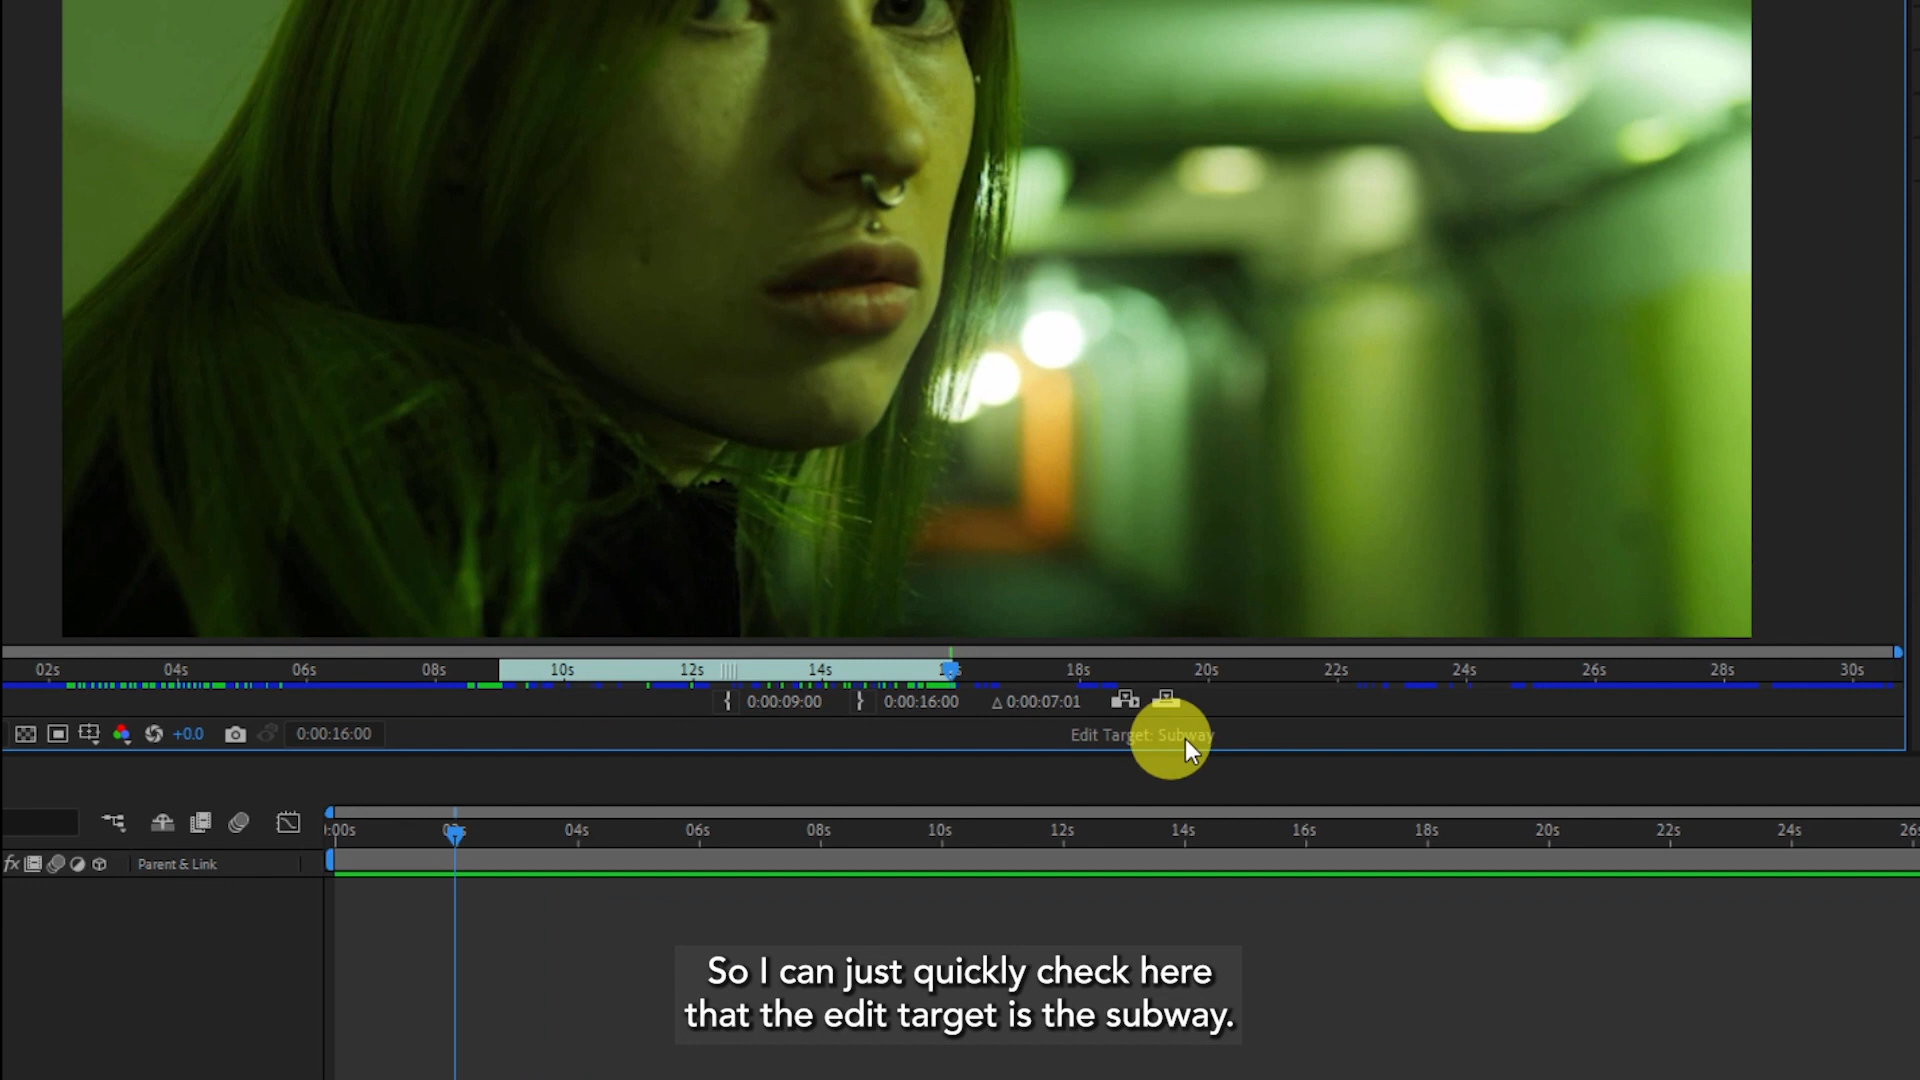 02s 04s 06s 08s 10s 12s 14s 18s 20s 22s 24s 26s 28s 30s
0:00:09:00 0:00:16:00 Δ 0:00:07:01
+0.0 0:00:16:00 Edit Target: Subway
:00s 02s 04s 06s 08s 10s 12s 14s 16s 18s 20s 22s 24s 26s
fx Parent & Link
So I can just quickly check here
that the edit target is the subway.